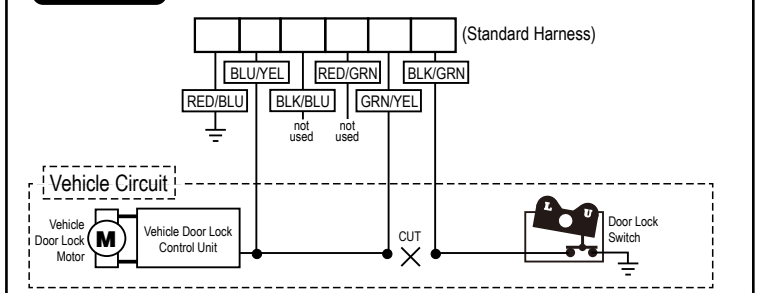 (Standard Harness)
BLU/YEL
RED/GRN
BLK/GRN
RED/BLU
BLK/BLU
GRN/YEL
not
used
not
used
Vehicle Circuit
Vehicle
Door Lock
Motor
M
Vehicle Door Lock
Control Unit
CUT
L
U
Door Lock
Switch